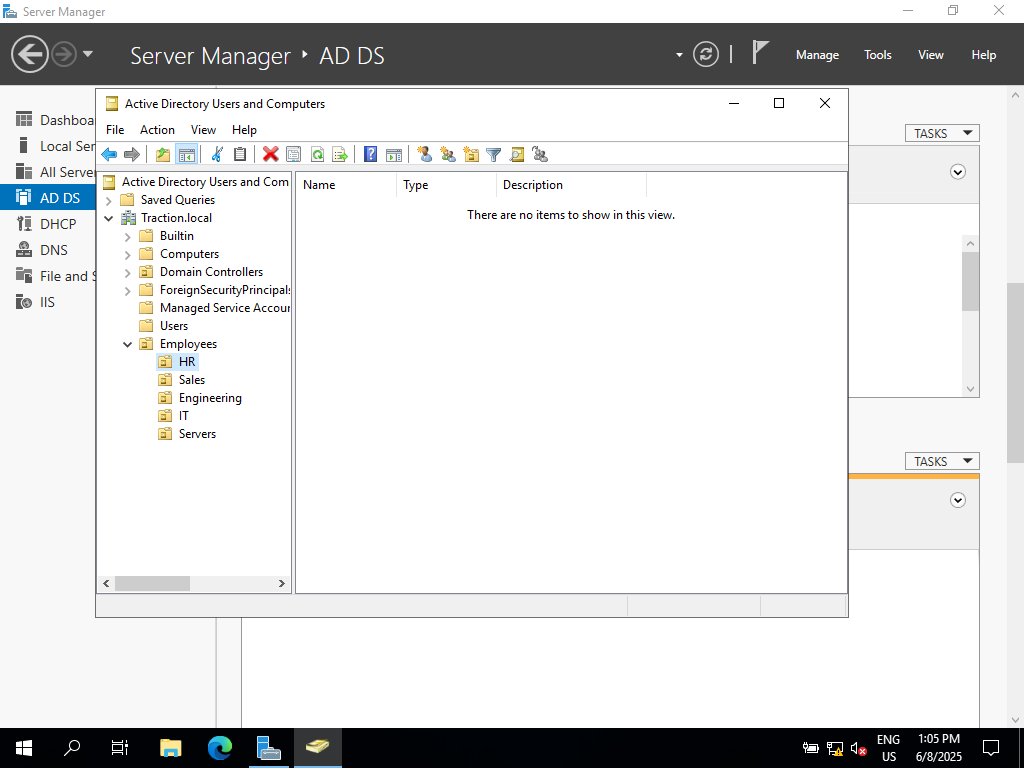 Server Manager
Server Manager • AD DS
Manage Tools View Help
Dashboa
Local Ser
All Server
AD DS
DHCP
DNS
File and S
IIS
TASKS
TASKS
Active Directory Users and Computers
File Action View Help
Active Directory Users and Com
Saved Queries
Traction.local
Builtin
Computers
Domain Controllers
ForeignSecurityPrincipals
Managed Service Accour
Users
Employees
HR
Sales
Engineering
IT
Servers
Name Type Description
There are no items to show in this view.
ENG
US
1:05 PM
6/8/2025